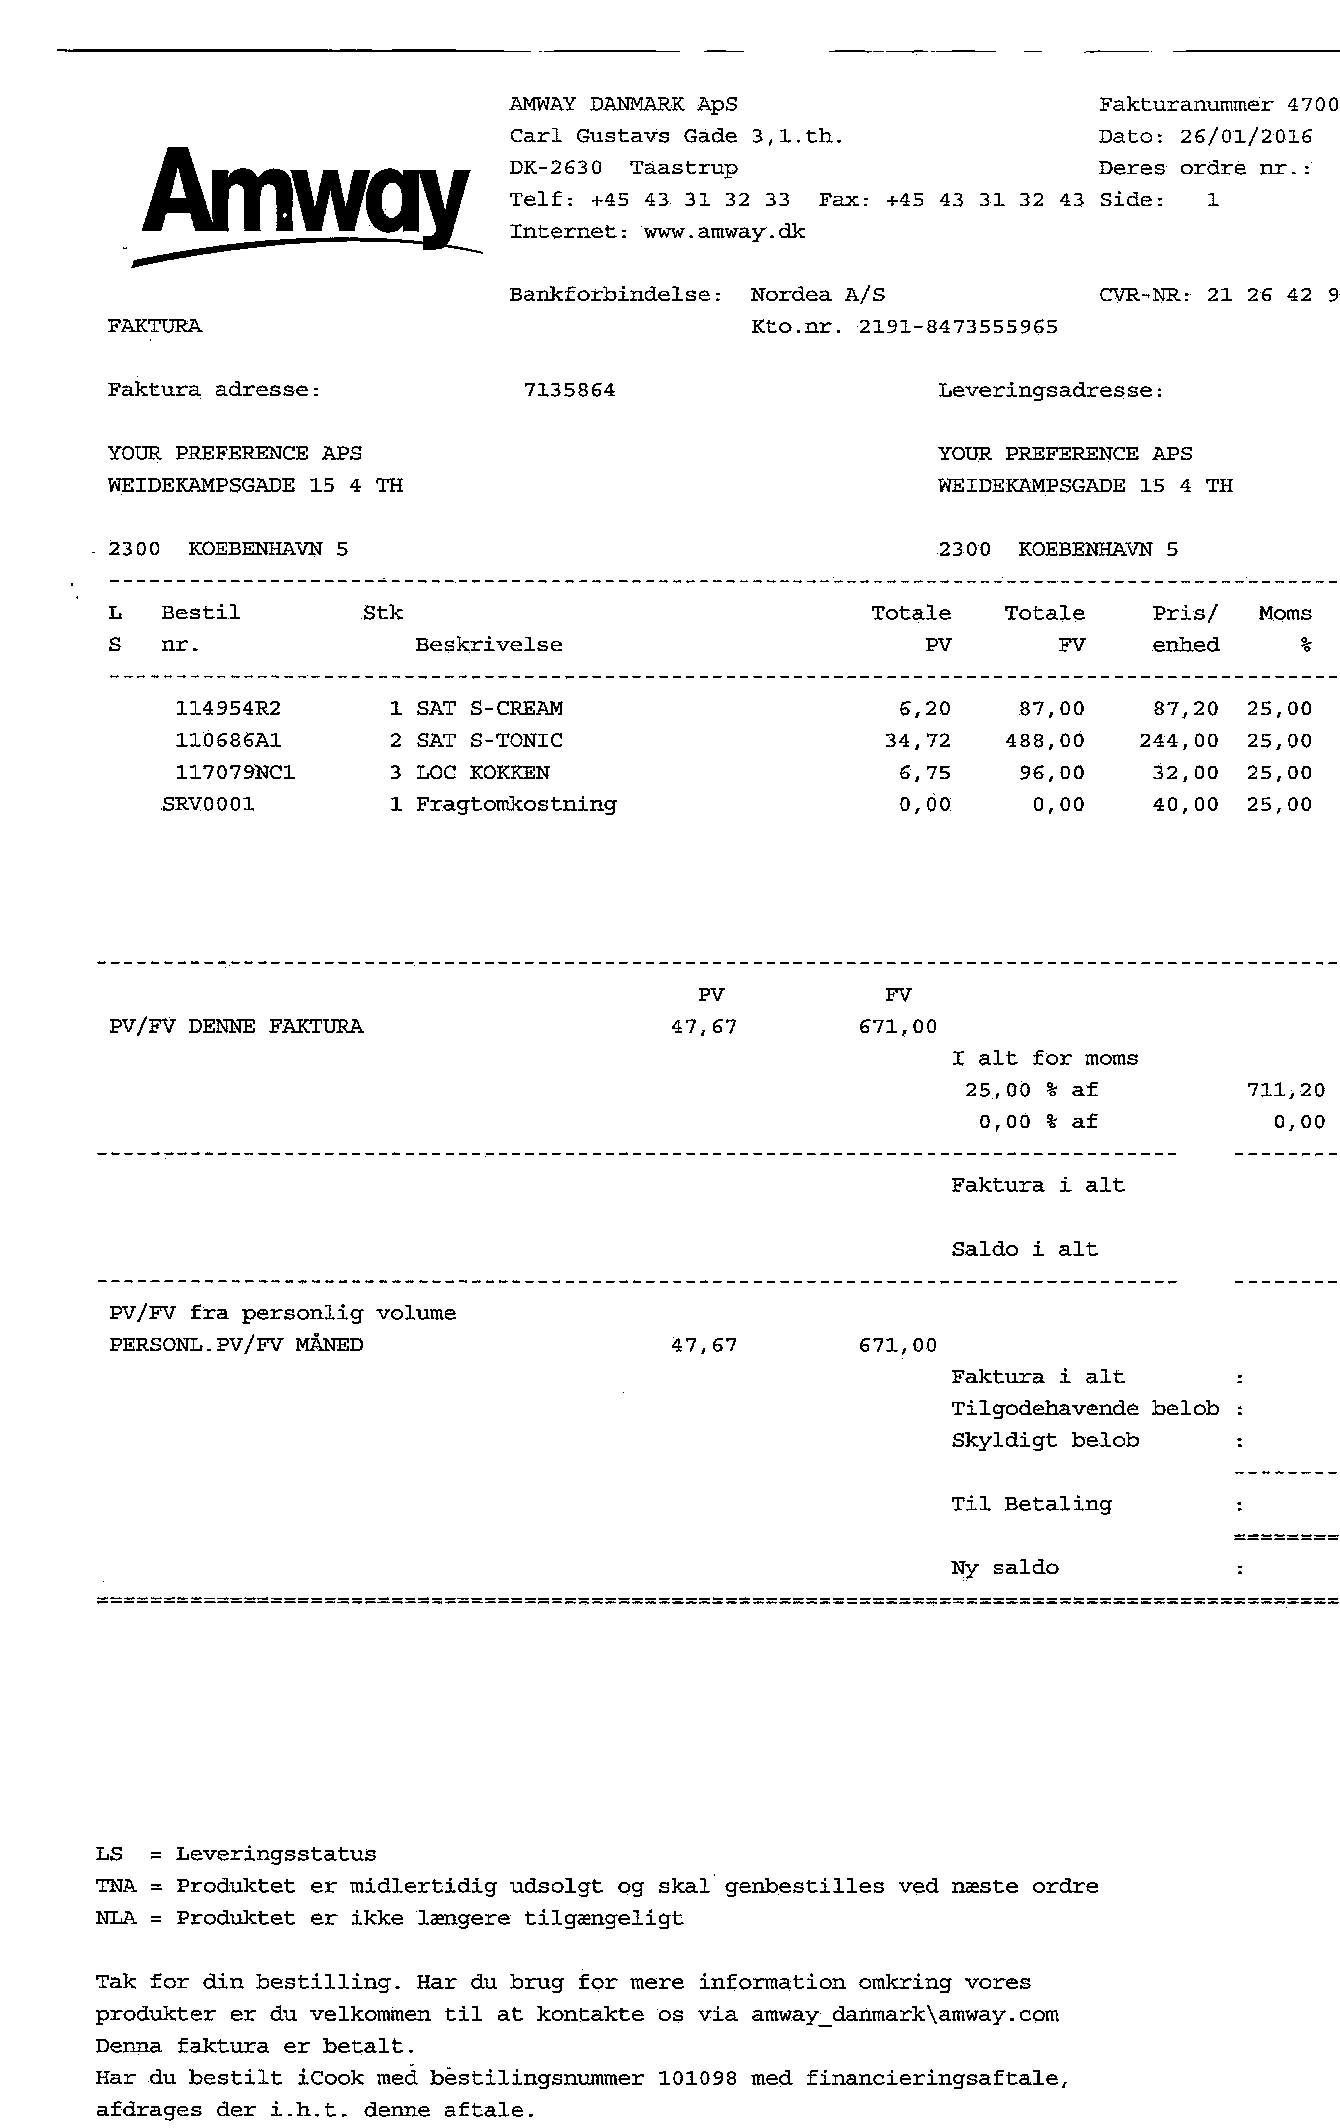 AMWAY DANMARK ApS Fakturanummer 4700
Carl Gustavs Gade 3,1.th. Dato: 26/01/2016
DK-2630 Taastrup Deres ordre nr.:
Amway
Telf: +45 43 31 32 33 Fax: +45 43 31 32 43 Side: 1
Internet: www.amway.dk
Bankforbindelse: Nordea A/S CVR-NR: 21 26 42 9
FAKTURA Kto.nr. 2191-8473555965
Faktura adresse: 7135864 Leveringsadresse:
YOUR PREFERENCE APS YOUR PREFERENCE APS
WEIDEKAMPSGADE 15 4 TH WEIDEKAMPSGADE 15 4 TH
2300 KOEBENHAVN S 2300 KOEBENHAVN S
L Bestil Stk Totale Totale Pris/ Moms
S nr. Beskrivelse PV FV enhed %
114954R2 1 SAT S-CREAM 6,20 87,00 87,20 25,00
110686A1 2 SAT S-TONIC 34,72 488,00 244,00 25,00
117079NC1 3 LOC KOKKEN 6,75 96,00 32,00 25,00
SRV0001 1 Fragtomkostning 0,00 0,00 40,00 25,00
PV FV
PV/FV DENNE FAKTURA 47,67 671,00
I alt for moms
25,00 % af 711,20
0,00 % af 0,00
Faktura i alt
Saldo i alt
PV/FV fra personlig volume
PERSONL.PV/FV MÅNED 47,67 671,00
Faktura i alt :
Tilgodehavende belob :
Skyldigt belob :
Til Betaling :
Ny saldo :
LS = Leveringsstatus
TNA = Produktet er midlertidig udsolgt og skal genbestilles ved næste ordre
NLA = Produktet er ikke længere tilgængeligt
Tak for din bestilling. Har du brug for mere information omkring vores
produkter er du velkommen til at kontakte os via amway_danmark\amway.com
Denna faktura er betalt.
Har du bestilt iCook med bestilingsnummer 101098 med financieringsaftale,
afdrages der i.h.t. denne aftale.